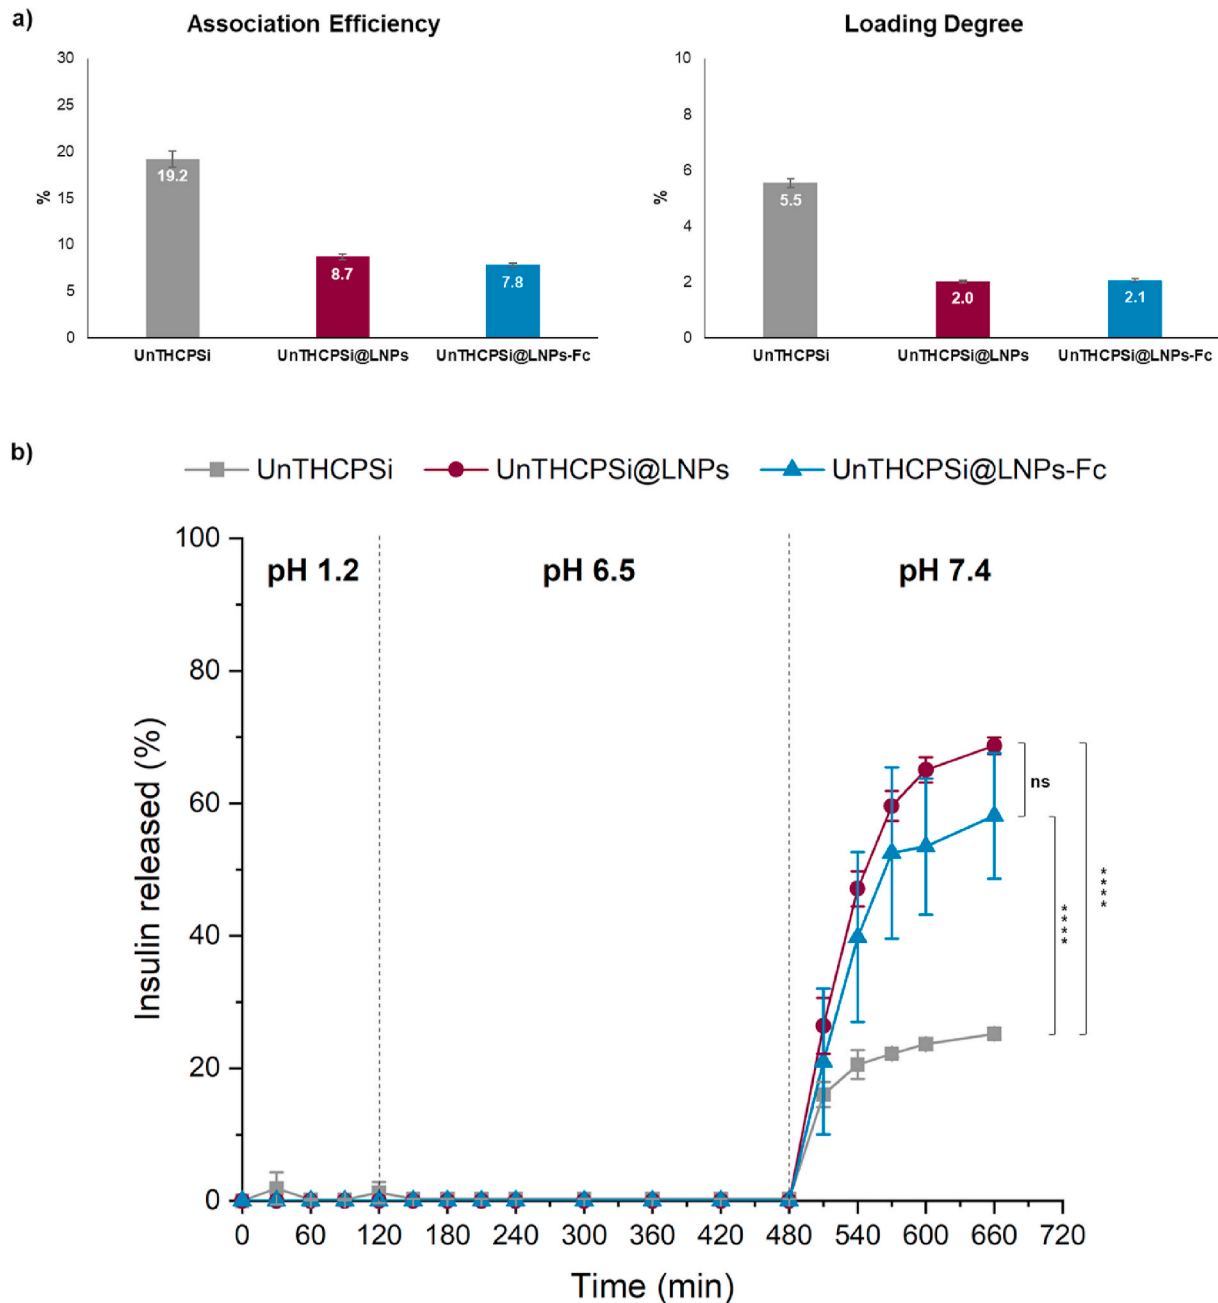 a)
Association Efficiency
Loading Degree
30
25
20
15
10
5
0
%
19.2
8.7
7.8
UnTHCPSi
UnTHCPSi@LNPs
UnTHCPSi@LNPs-Fc
10
8
6
4
2
0
%
5.5
2.0
2.1
UnTHCPSi
UnTHCPSi@LNPs
UnTHCPSi@LNPs-Fc
b)
UnTHCPSi
UnTHCPSi@LNPs
UnTHCPSi@LNPs-Fc
pH 1.2
pH 6.5
pH 7.4
Insulin released (%)
100
80
60
40
20
0
ns
****
****
0 60 120 180 240 300 360 420 480 540 600 660 720
Time (min)